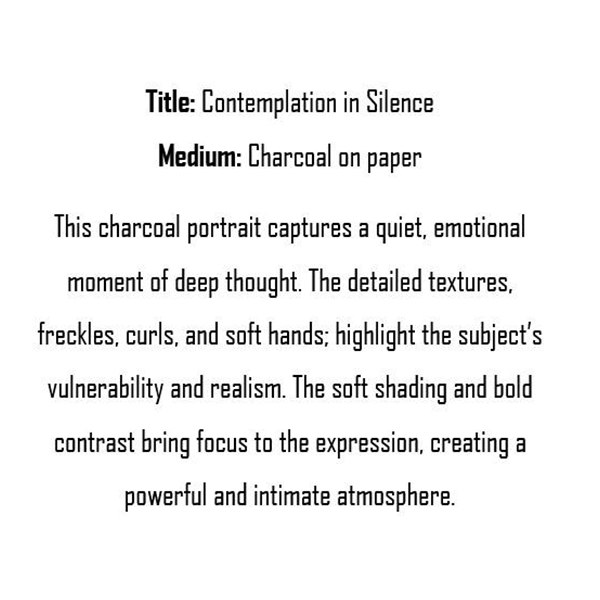 Title: Contemplation in Silence
Medium: Charcoal on paper
This charcoal portrait captures a quiet, emotional
moment of deep thought. The detailed textures,
freckles, curls, and soft hands; highlight the subject’s
vulnerability and realism. The soft shading and bold
contrast bring focus to the expression, creating a
powerful and intimate atmosphere.